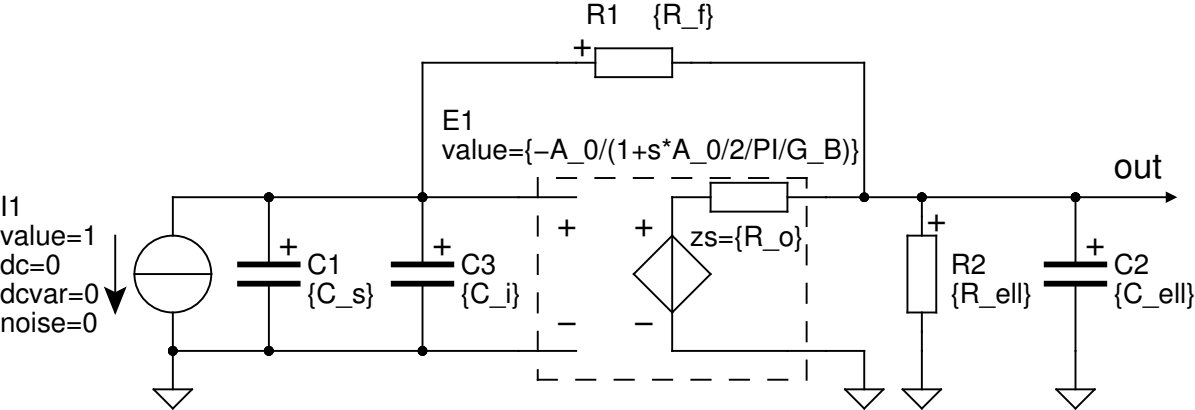 R1 {R_f}
+
E1
value={−A_0/(1+s*A_0/2/PI/G_B)}
out
I1
value=1
dc=0
dcvar=0
noise=0
+
C1
{C_s}
+
C3
{C_i}
+
−
+
−
zs={R_o}
+
R2
{R_ell}
+
C2
{C_ell}